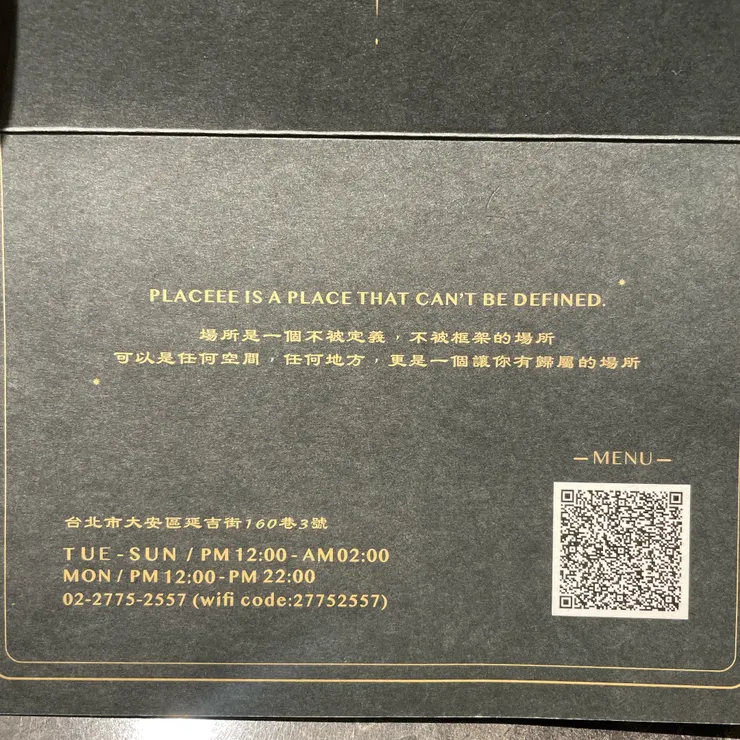 PLACEEE IS A PLACE THAT CAN'T BE DEFINED.
場所是一個不被定義，不被框架的場所
可以是任何空間，任何地方，更是一個讓你有歸屬的場所
—MENU—
台北市大安區延吉街160巷3號
TUE-SUN / PM 12:00-AM02:00
MON / PM 12:00-PM 22:00
02-2775-2557 (wifi code:27752557)